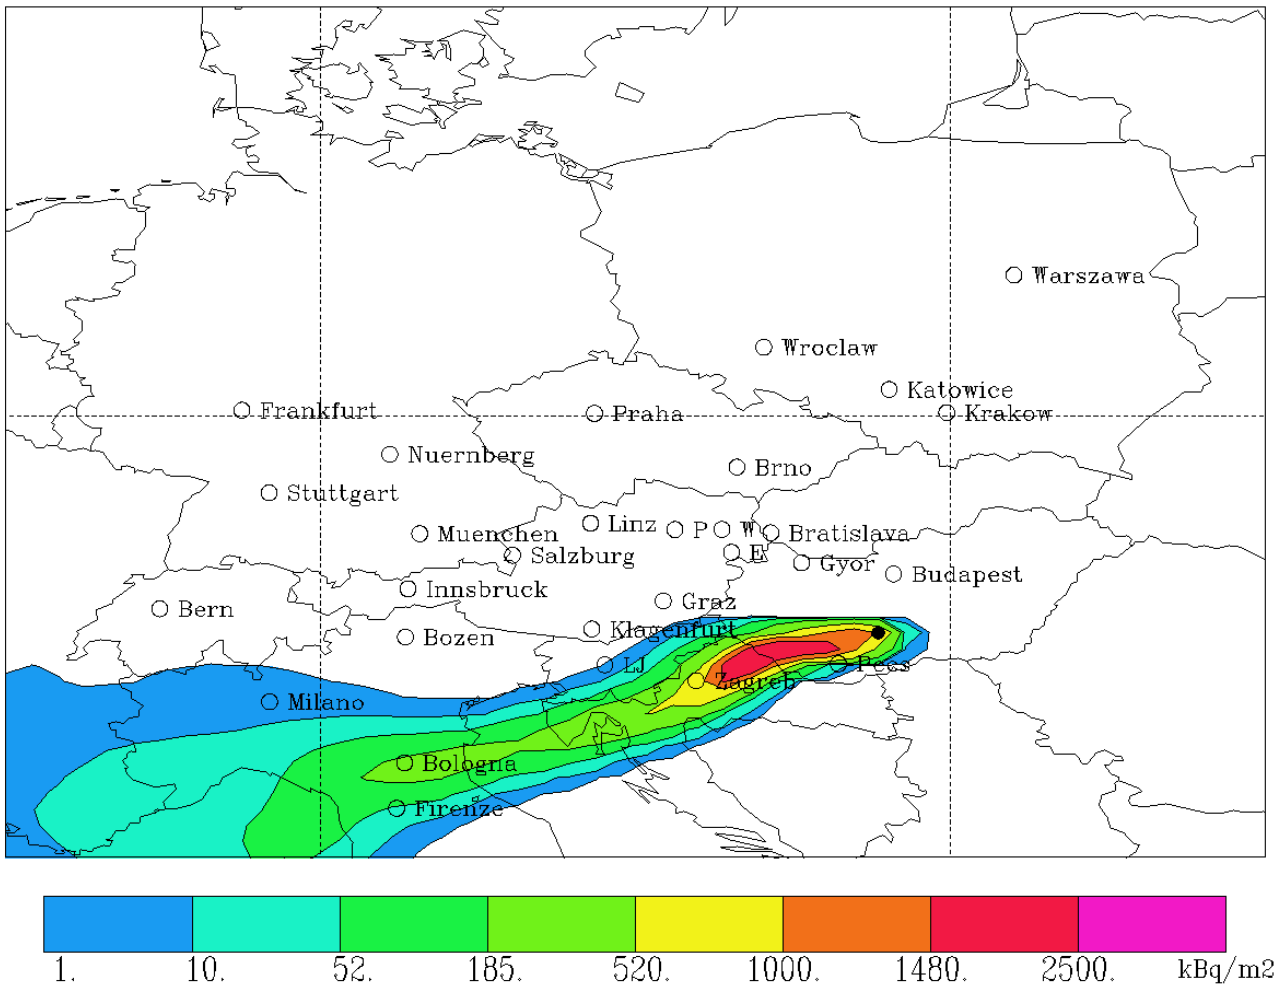 Warszawa
Wroclaw
Katowice
Frankfurt
Praha
Krakow
Nuernberg
Brno
Stuttgart
Linz
P
W
Bratislava
Muenchen
Salzburg
E
Gyor
Budapest
Innsbruck
Bern
Graz
Klagenfurt
Bozen
LJ
Pecs
Zagreb
Milano
Bologna
Firenze
1. 10. 52. 185. 520. 1000. 1480. 2500. kBq/m2